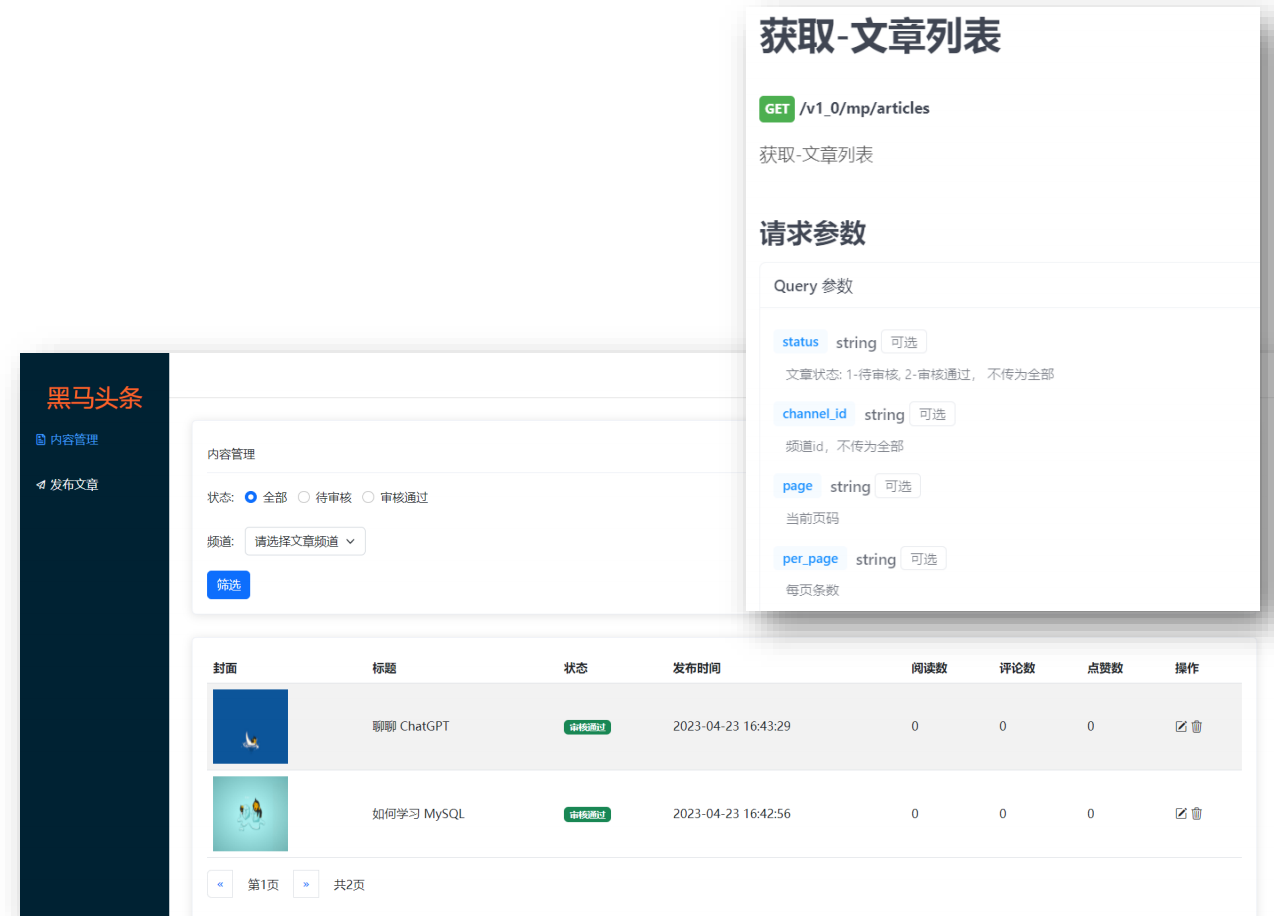 获取-文章列表
GET /v1_0/mp/articles
获取-文章列表
请求参数
Query 参数
status string 可选
文章状态: 1-待审核, 2-审核通过， 不传为全部
channel_id string 可选
频道id，不传为全部
page string 可选
当前页码
per_page string 可选
每页条数
黑马头条
内容管理
发布文章
内容管理
状态: 全部 待审核 审核通过
频道: 请选择文章频道
筛选
封面 标题 状态 发布时间 阅读数 评论数 点赞数 操作
聊聊 ChatGPT 审核通过 2023-04-23 16:43:29 0 0 0
如何学习 MySQL 审核通过 2023-04-23 16:42:56 0 0 0
« 第1页 » 共2页